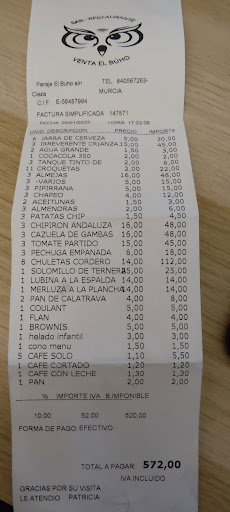 BAR RESTAURANTE
VENTA EL BÚHO
Paraje El Buho s/n TEL 640567263-
Cieza MURCIA
C.I.F. E-56487994
FACTURA SIMPLIFICADA 147871
FECHA HORA 17:03:06
UNID DESCRIPCION PRECIO IMPORTE
6 JARRA DE CERVEZA 5,00 30,00
3 IRREVERENTE CRIANZA 15,00 45,00
2 AGUA GRANDE 1,50 3,00
1 COCACOLA 350 2,00 2,00
3 TANQUE TINTO DE 2,00 6,00
11 CROQUETAS 2,00 22,00
3 ALMEJAS 16,00 48,00
3 -VARIOS 5,00 15,00
3 PIPIRRANA 5,00 15,00
3 CHAPEO 4,00 12,00
2 ACEITUNAS 1,50 3,00
3 ALMENDRAS 2,00 6,00
3 PATATAS CHIP 1,50 4,50
3 CHIPIRON ANDALUZA 16,00 48,00
3 CAZUELA DE GAMBAS 16,00 48,00
3 TOMATE PARTIDO 15,00 45,00
3 PECHUGA EMPANADA 6,00 18,00
8 CHULETAS CORDERO 14,00 112,00
1 SOLOMILLO DE TERNERA 25,00 25,00
1 LUBINA A LA ESPALDA 14,00 14,00
1 MERLUZA A LA PLANCHA 14,00 14,00
2 PAN DE CALATRAVA 4,00 8,00
1 COULANT 5,00 5,00
1 FLAN 4,00 4,00
1 BROWNIS 5,00 5,00
1 helado infantil 3,00 3,00
1 cono menu 1,50 1,50
5 CAFE SOLO 1,10 5,50
1 CAFE CORTADO 1,20 1,20
1 CAFE CON LECHE 1,30 1,30
1 PAN 2,00 2,00
% IMPORTE IVA B.IMPONIBLE
10,00 52,00 520,00
FORMA DE PAGO: EFECTIVO
TOTAL A PAGAR: 572,00
IVA INCLUIDO
GRACIAS POR SU VISITA
LE ATENDIO PATRICIA